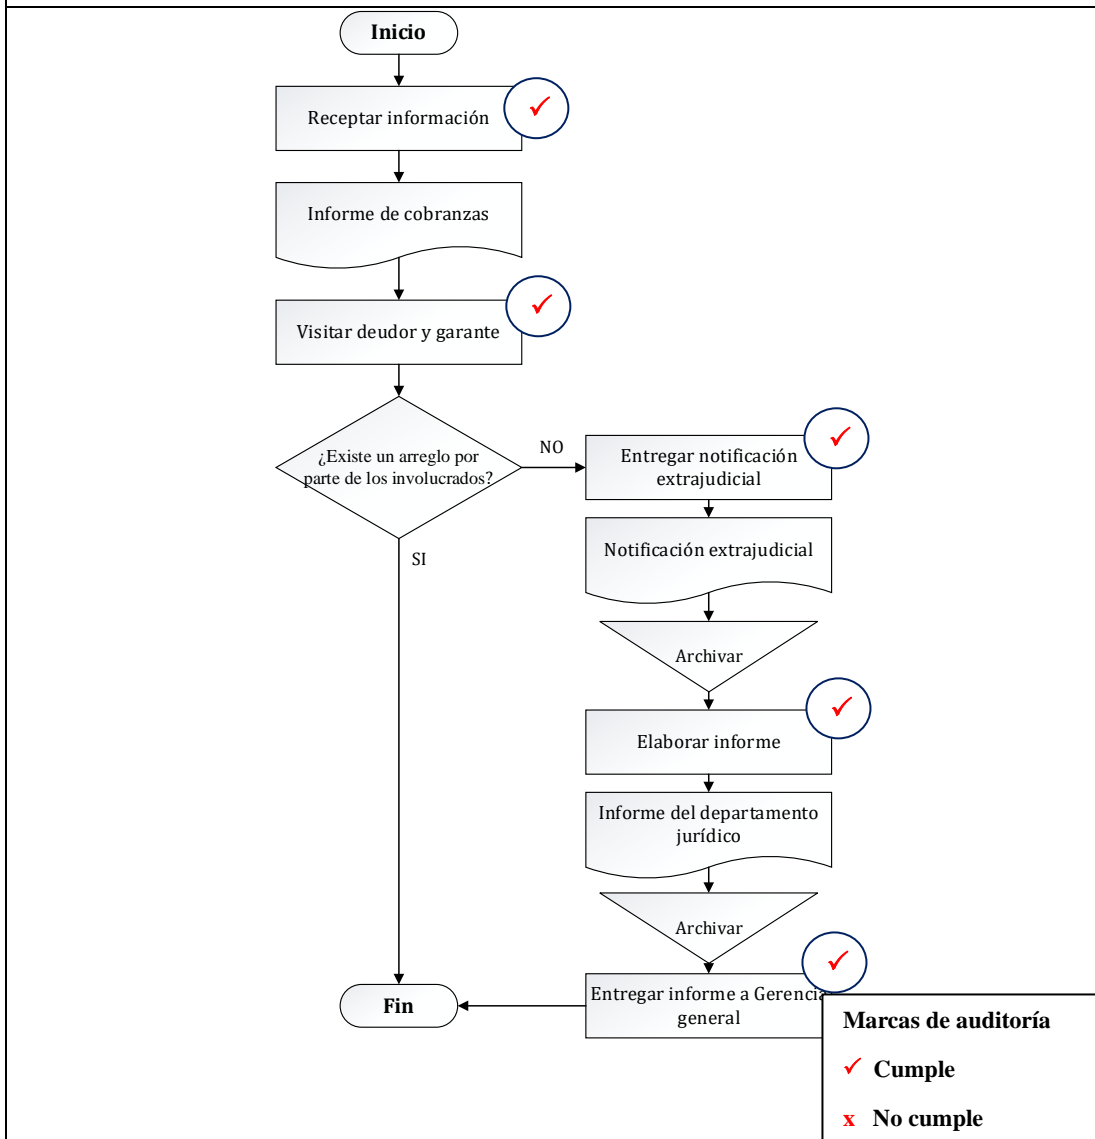 Inicio
Receptar información
Informe de cobranzas
Visitar deudor y garante
¿Existe un arreglo por
parte de los involucrados?
NO
SI
Entregar notificación
extrajudicial
Notificación extrajudicial
Archivar
Elaborar informe
Informe del departamento
jurídico
Archivar
Entregar informe a Gerencia
general
Fin
Marcas de auditoría
✓ Cumple
x No cumple